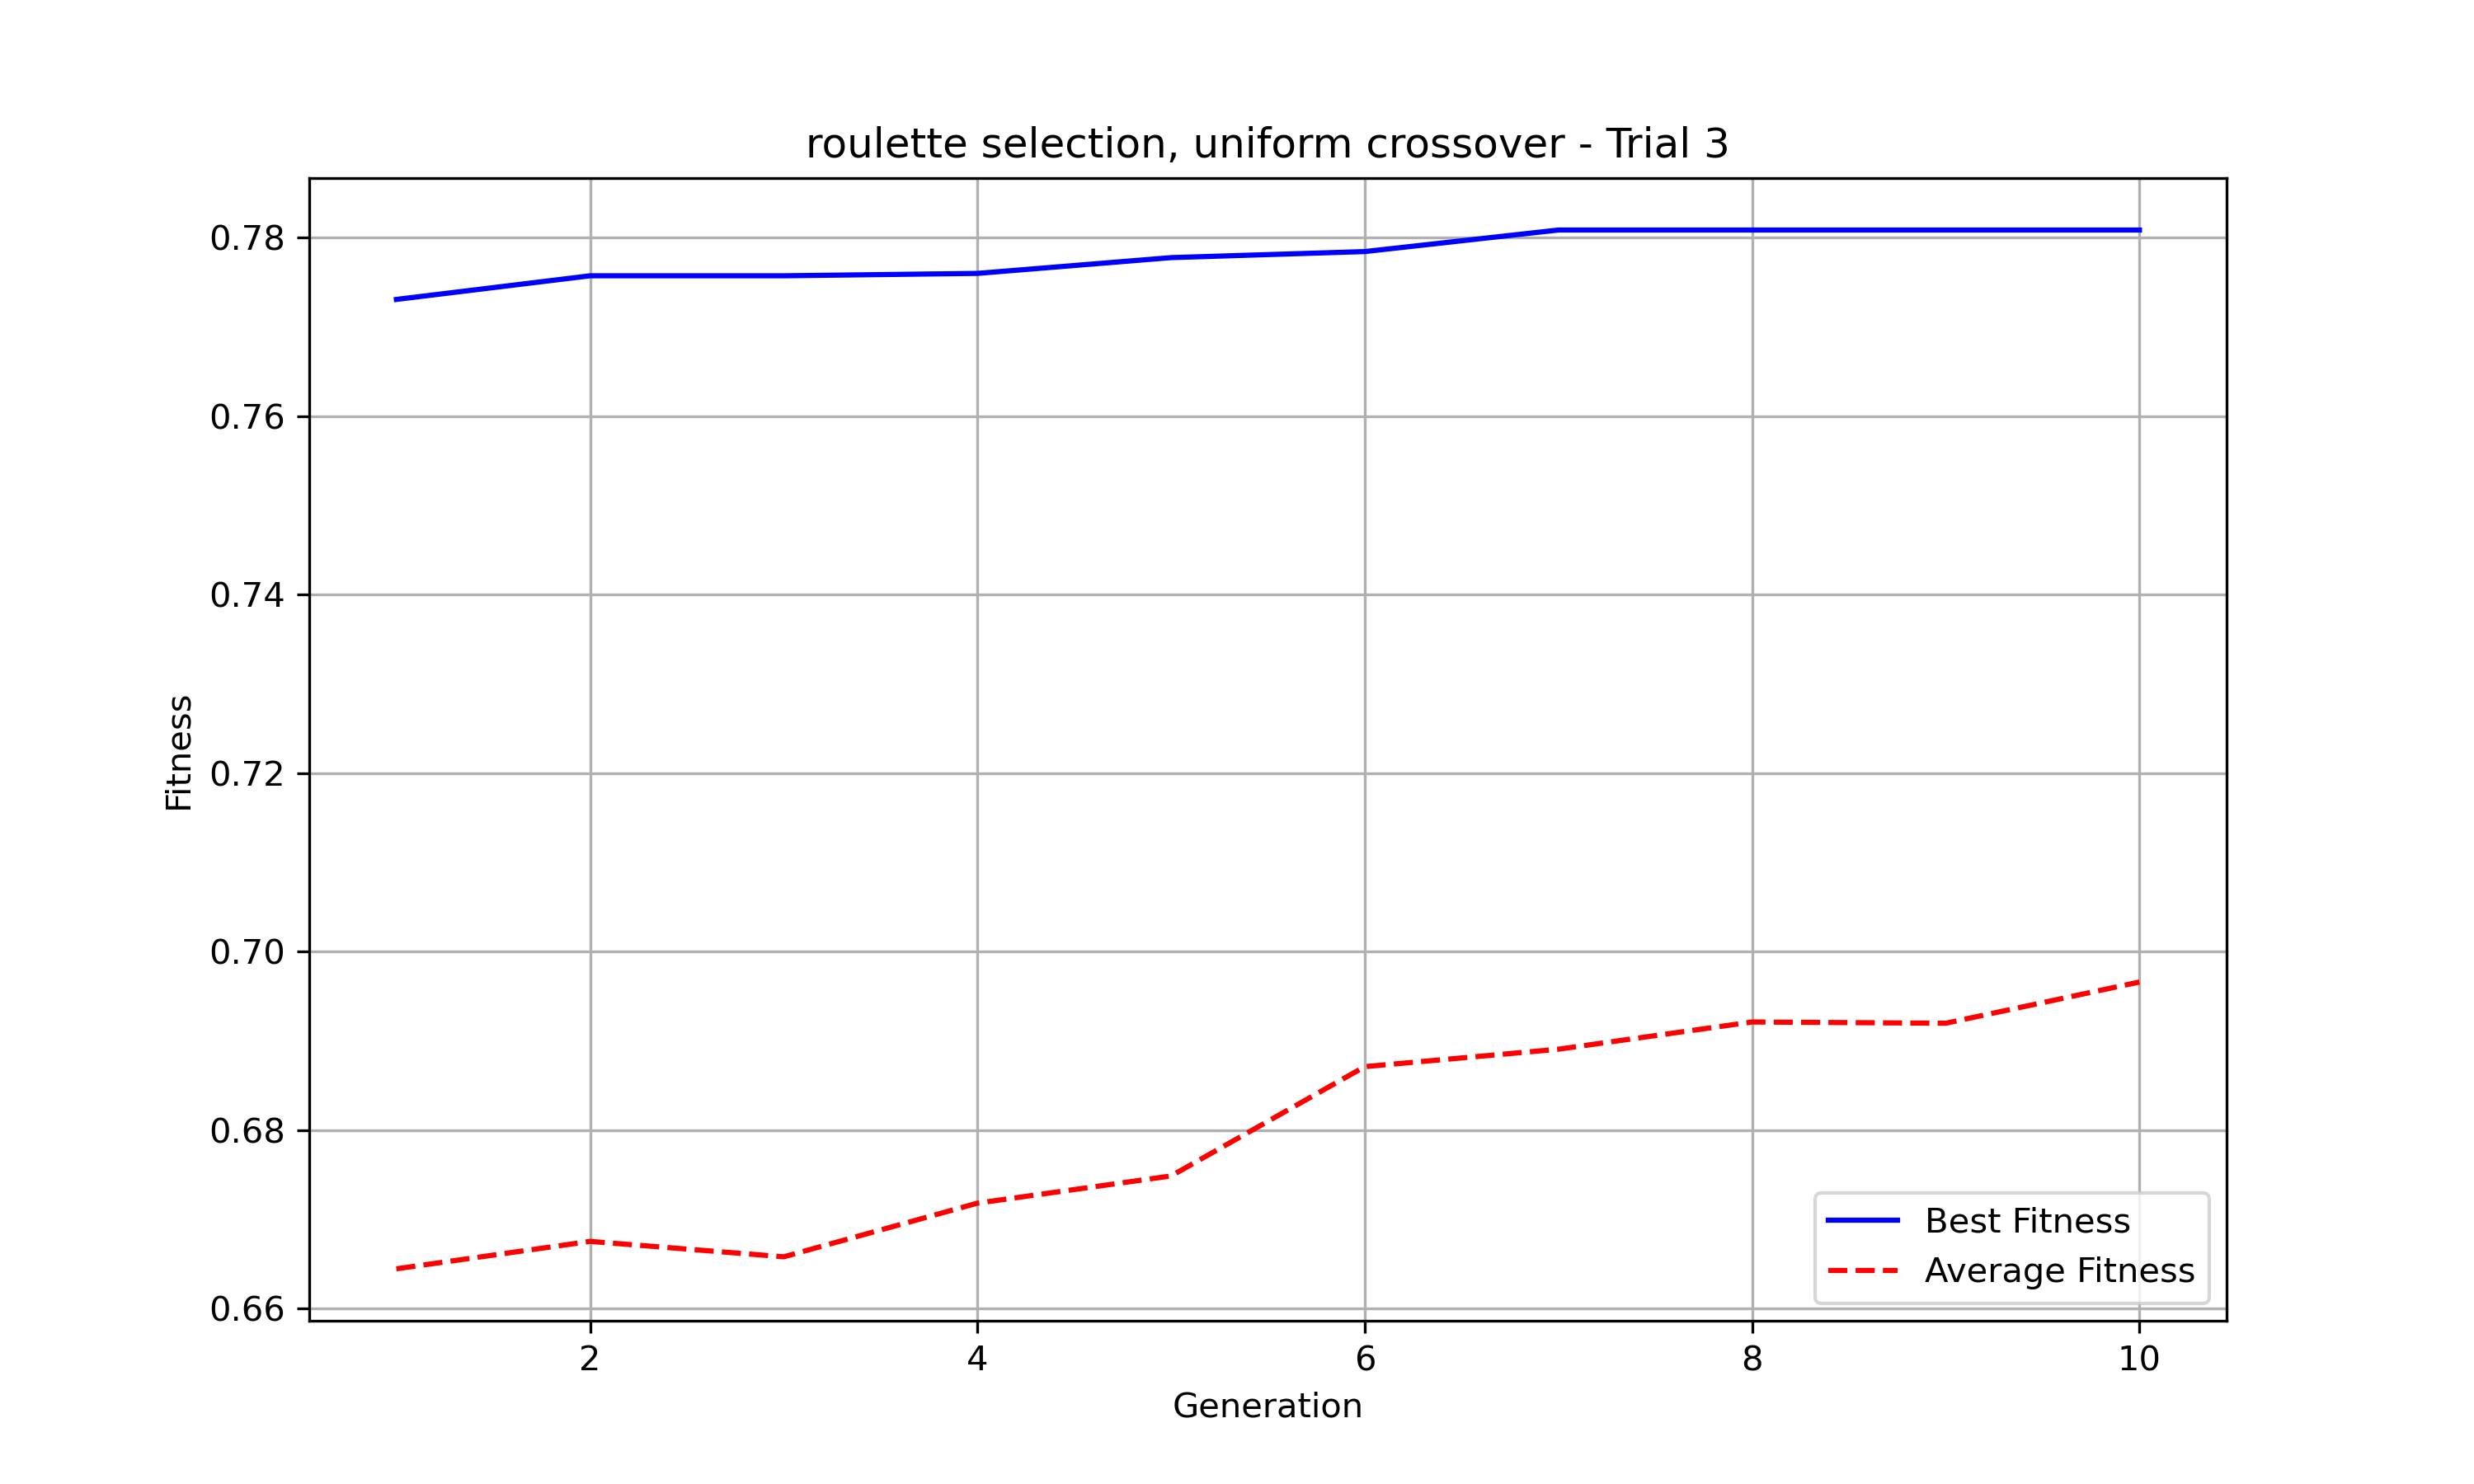 roulette selection, uniform crossover - Trial 3
Fitness
0.78
0.76
0.74
0.72
0.70
0.68
0.66
2 4 6 8 10
Generation
Best Fitness
Average Fitness